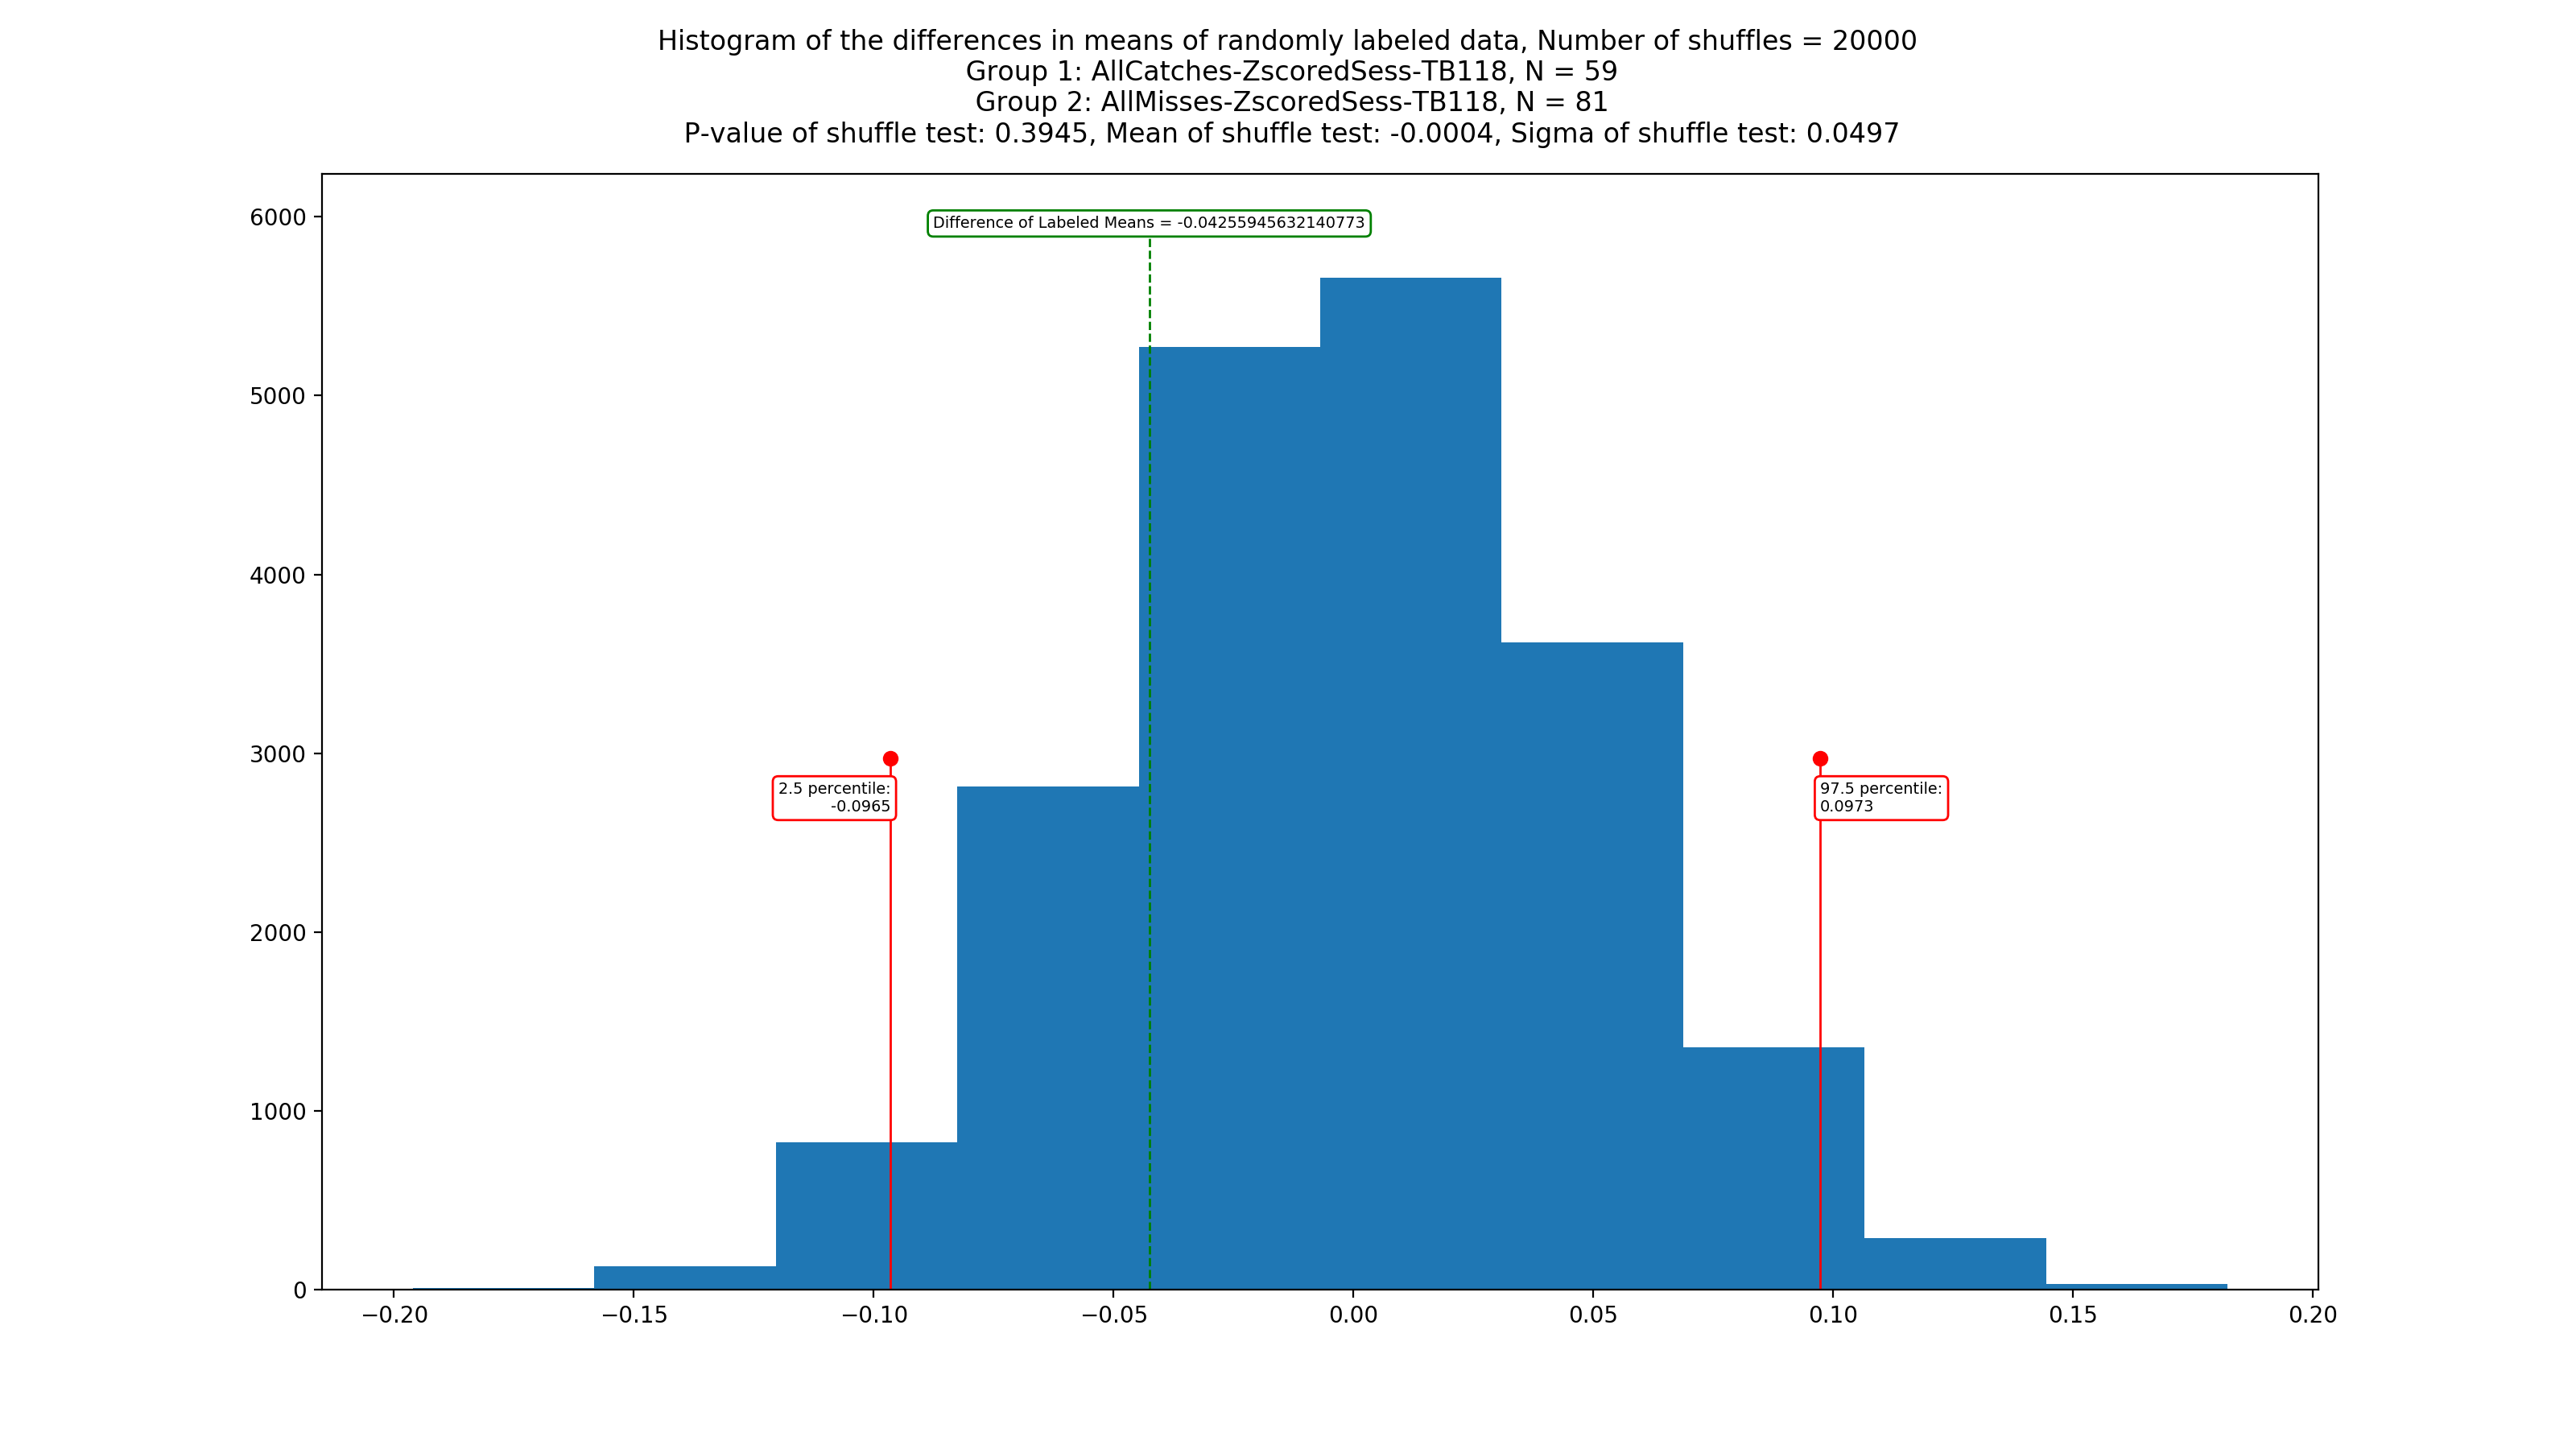 Histogram of the differences in means of randomly labeled data, Number of shuffles = 20000
Group 1: AllCatches-ZscoredSess-TB118, N = 59
Group 2: AllMisses-ZscoredSess-TB118, N = 81
P-value of shuffle test: 0.3945, Mean of shuffle test: -0.0004, Sigma of shuffle test: 0.0497
6000
Difference of Labeled Means = -0.04255945632140773
5000
4000
3000
2.5 percentile:
-0.0965
97.5 percentile:
0.0973
2000
1000
0
−0.20
−0.15
−0.10
−0.05
0.00
0.05
0.10
0.15
0.20